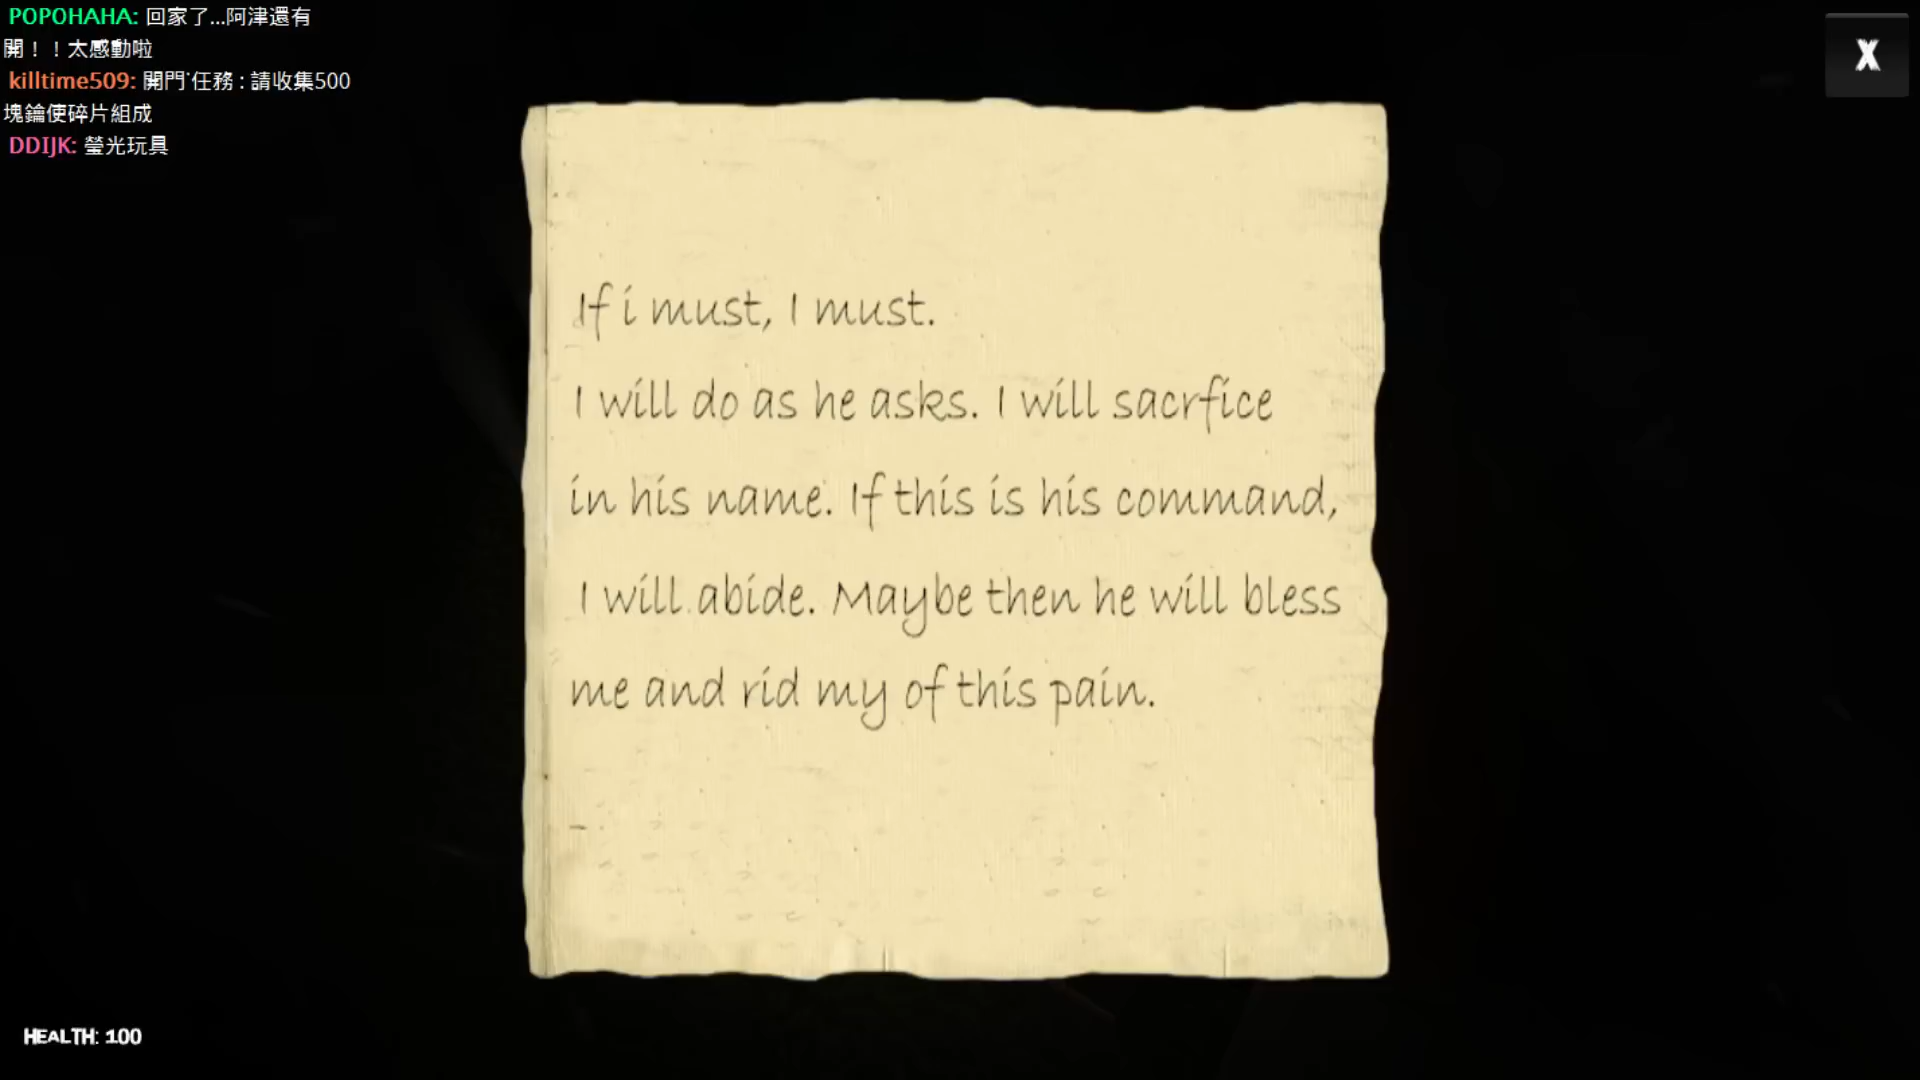 POPOHAHA: 回家了...阿津還有
開！！太感動啦
killtime509: 開門˙任務 : 請收集500
塊鑰使碎片組成
DDIJK: 瑩光玩具
X
If i must, I must.
I will do as he asks. I will sacrfice
in his name. If this is his command,
I will abide. Maybe then he will bless
me and rid my of this pain.
HEALTH: 100